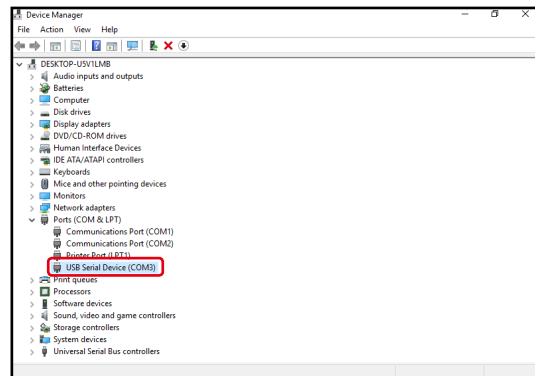 Device Manager
File Action View Help
DESKTOP-U5V1LMB
Audio inputs and outputs
Batteries
Computer
Disk drives
Display adapters
DVD/CD-ROM drives
Human Interface Devices
IDE ATA/ATAPI controllers
Keyboards
Mice and other pointing devices
Monitors
Network adapters
Ports (COM & LPT)
Communications Port (COM1)
Communications Port (COM2)
Printer Port (LPT1)
USB Serial Device (COM3)
Print queues
Processors
Software devices
Sound, video and game controllers
Storage controllers
System devices
Universal Serial Bus controllers